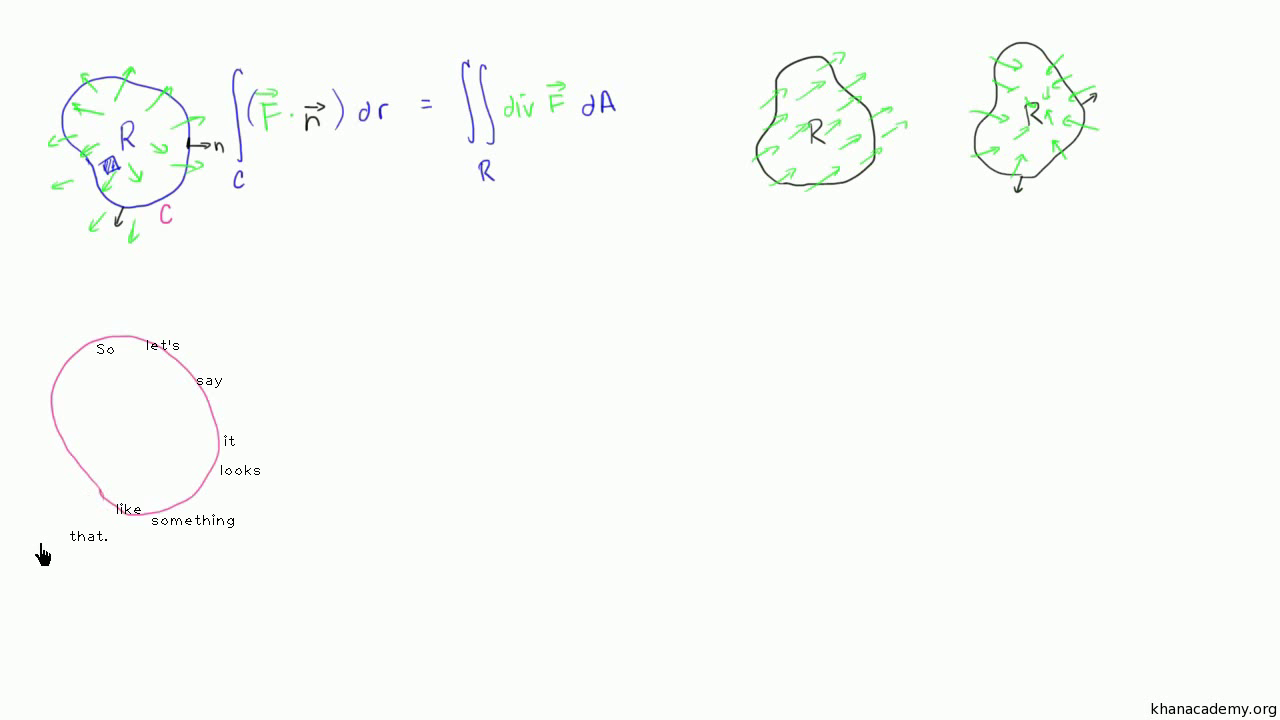 R
n
C
∫ (F⃗ · n⃗) dr = ∬ div F⃗ dA
C R
R
R
So let's
say
it
looks
like
something
that.
khanacademy.org